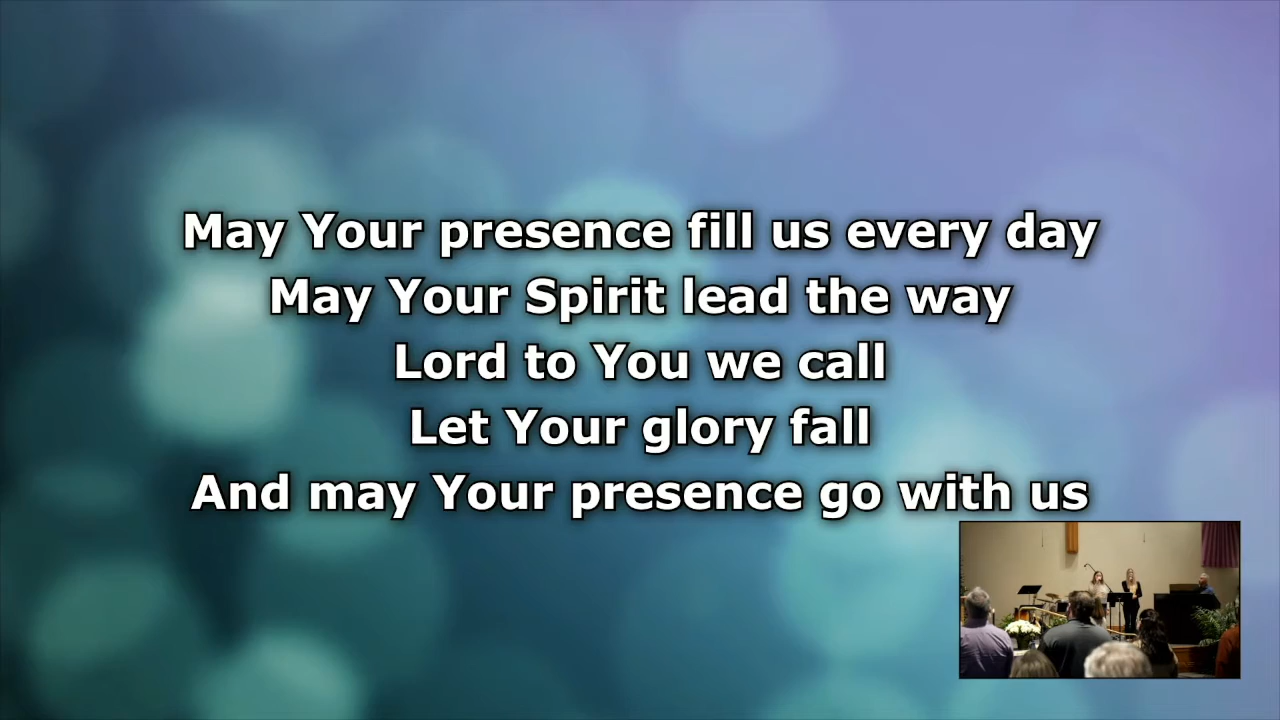 May Your presence fill us every day
May Your Spirit lead the way
Lord to You we call
Let Your glory fall
And may Your presence go with us